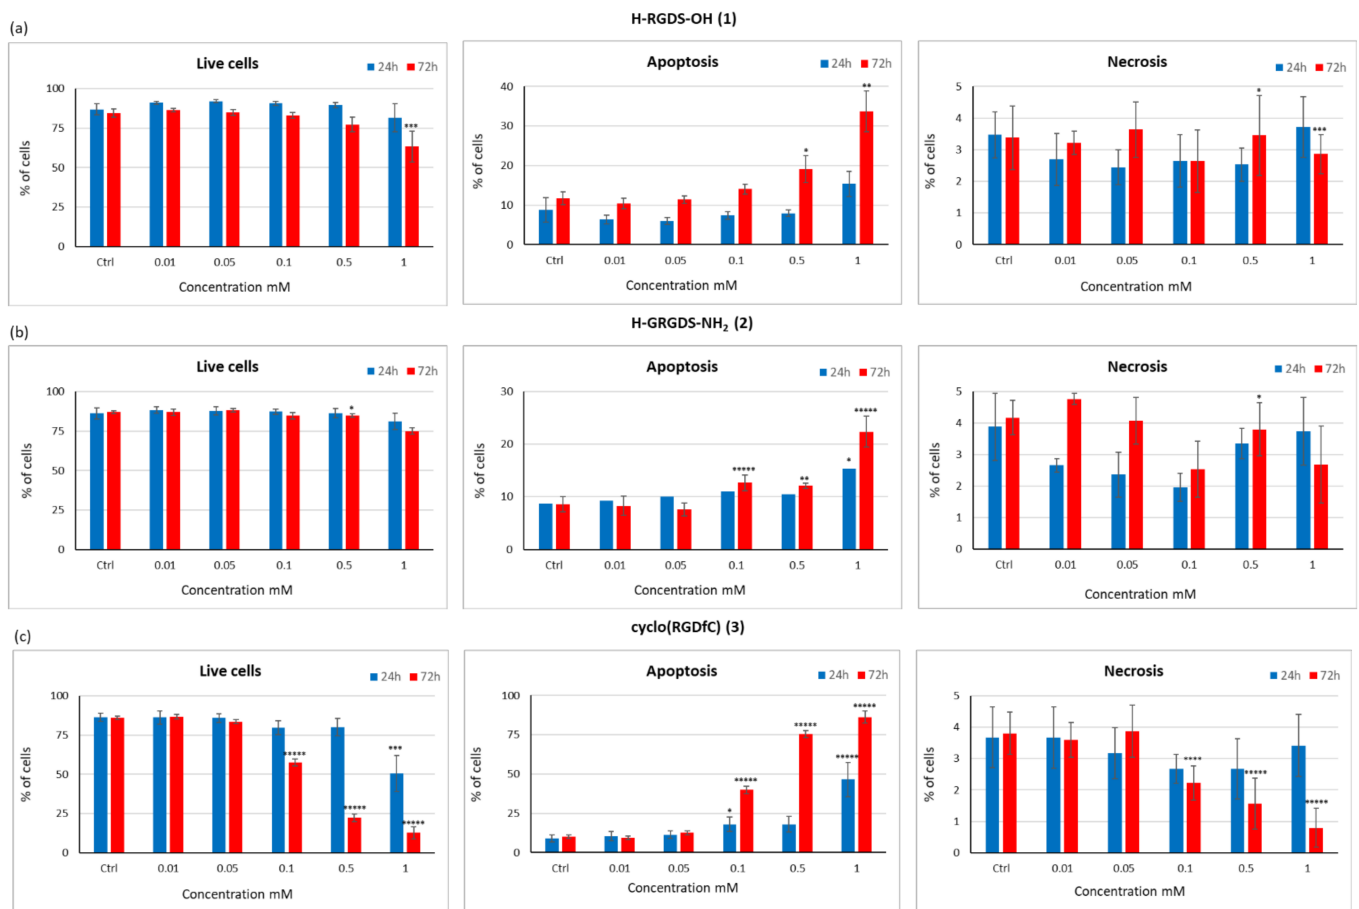 (a)
H-RGDS-OH (1)
Live cells
24h 72h
100
75
50
25
0
% of cells
***
Ctrl 0.01 0.05 0.1 0.5 1
Concentration mM
Apoptosis
24h 72h
40
30
20
10
0
% of cells
* **
Ctrl 0.01 0.05 0.1 0.5 1
Concentration mM
Necrosis
24h 72h
5
4
3
2
1
0
% of cells
* ***
Ctrl 0.01 0.05 0.1 0.5 1
Concentration mM
(b)
H-GRGDS-NH₂ (2)
Live cells
24h 72h
100
75
50
25
0
% of cells
*
Ctrl 0.01 0.05 0.1 0.5 1
Concentration mM
Apoptosis
24h 72h
30
20
10
0
% of cells
***** ** * *****
Ctrl 0.01 0.05 0.1 0.5 1
Concentration mM
Necrosis
24h 72h
5
4
3
2
1
0
% of cells
*
Ctrl 0.01 0.05 0.1 0.5 1
Concentration mM
(c)
cyclo(RGDfC) (3)
Live cells
24h 72h
100
75
50
25
0
% of cells
***** ***** *** *****
Ctrl 0.01 0.05 0.1 0.5 1
Concentration mM
Apoptosis
24h 72h
100
75
50
25
0
% of cells
* ***** ***** ***** *****
Ctrl 0.01 0.05 0.1 0.5 1
Concentration mM
Necrosis
24h 72h
5
4
3
2
1
0
% of cells
**** ***** *****
Ctrl 0.01 0.05 0.1 0.5 1
Concentration mM